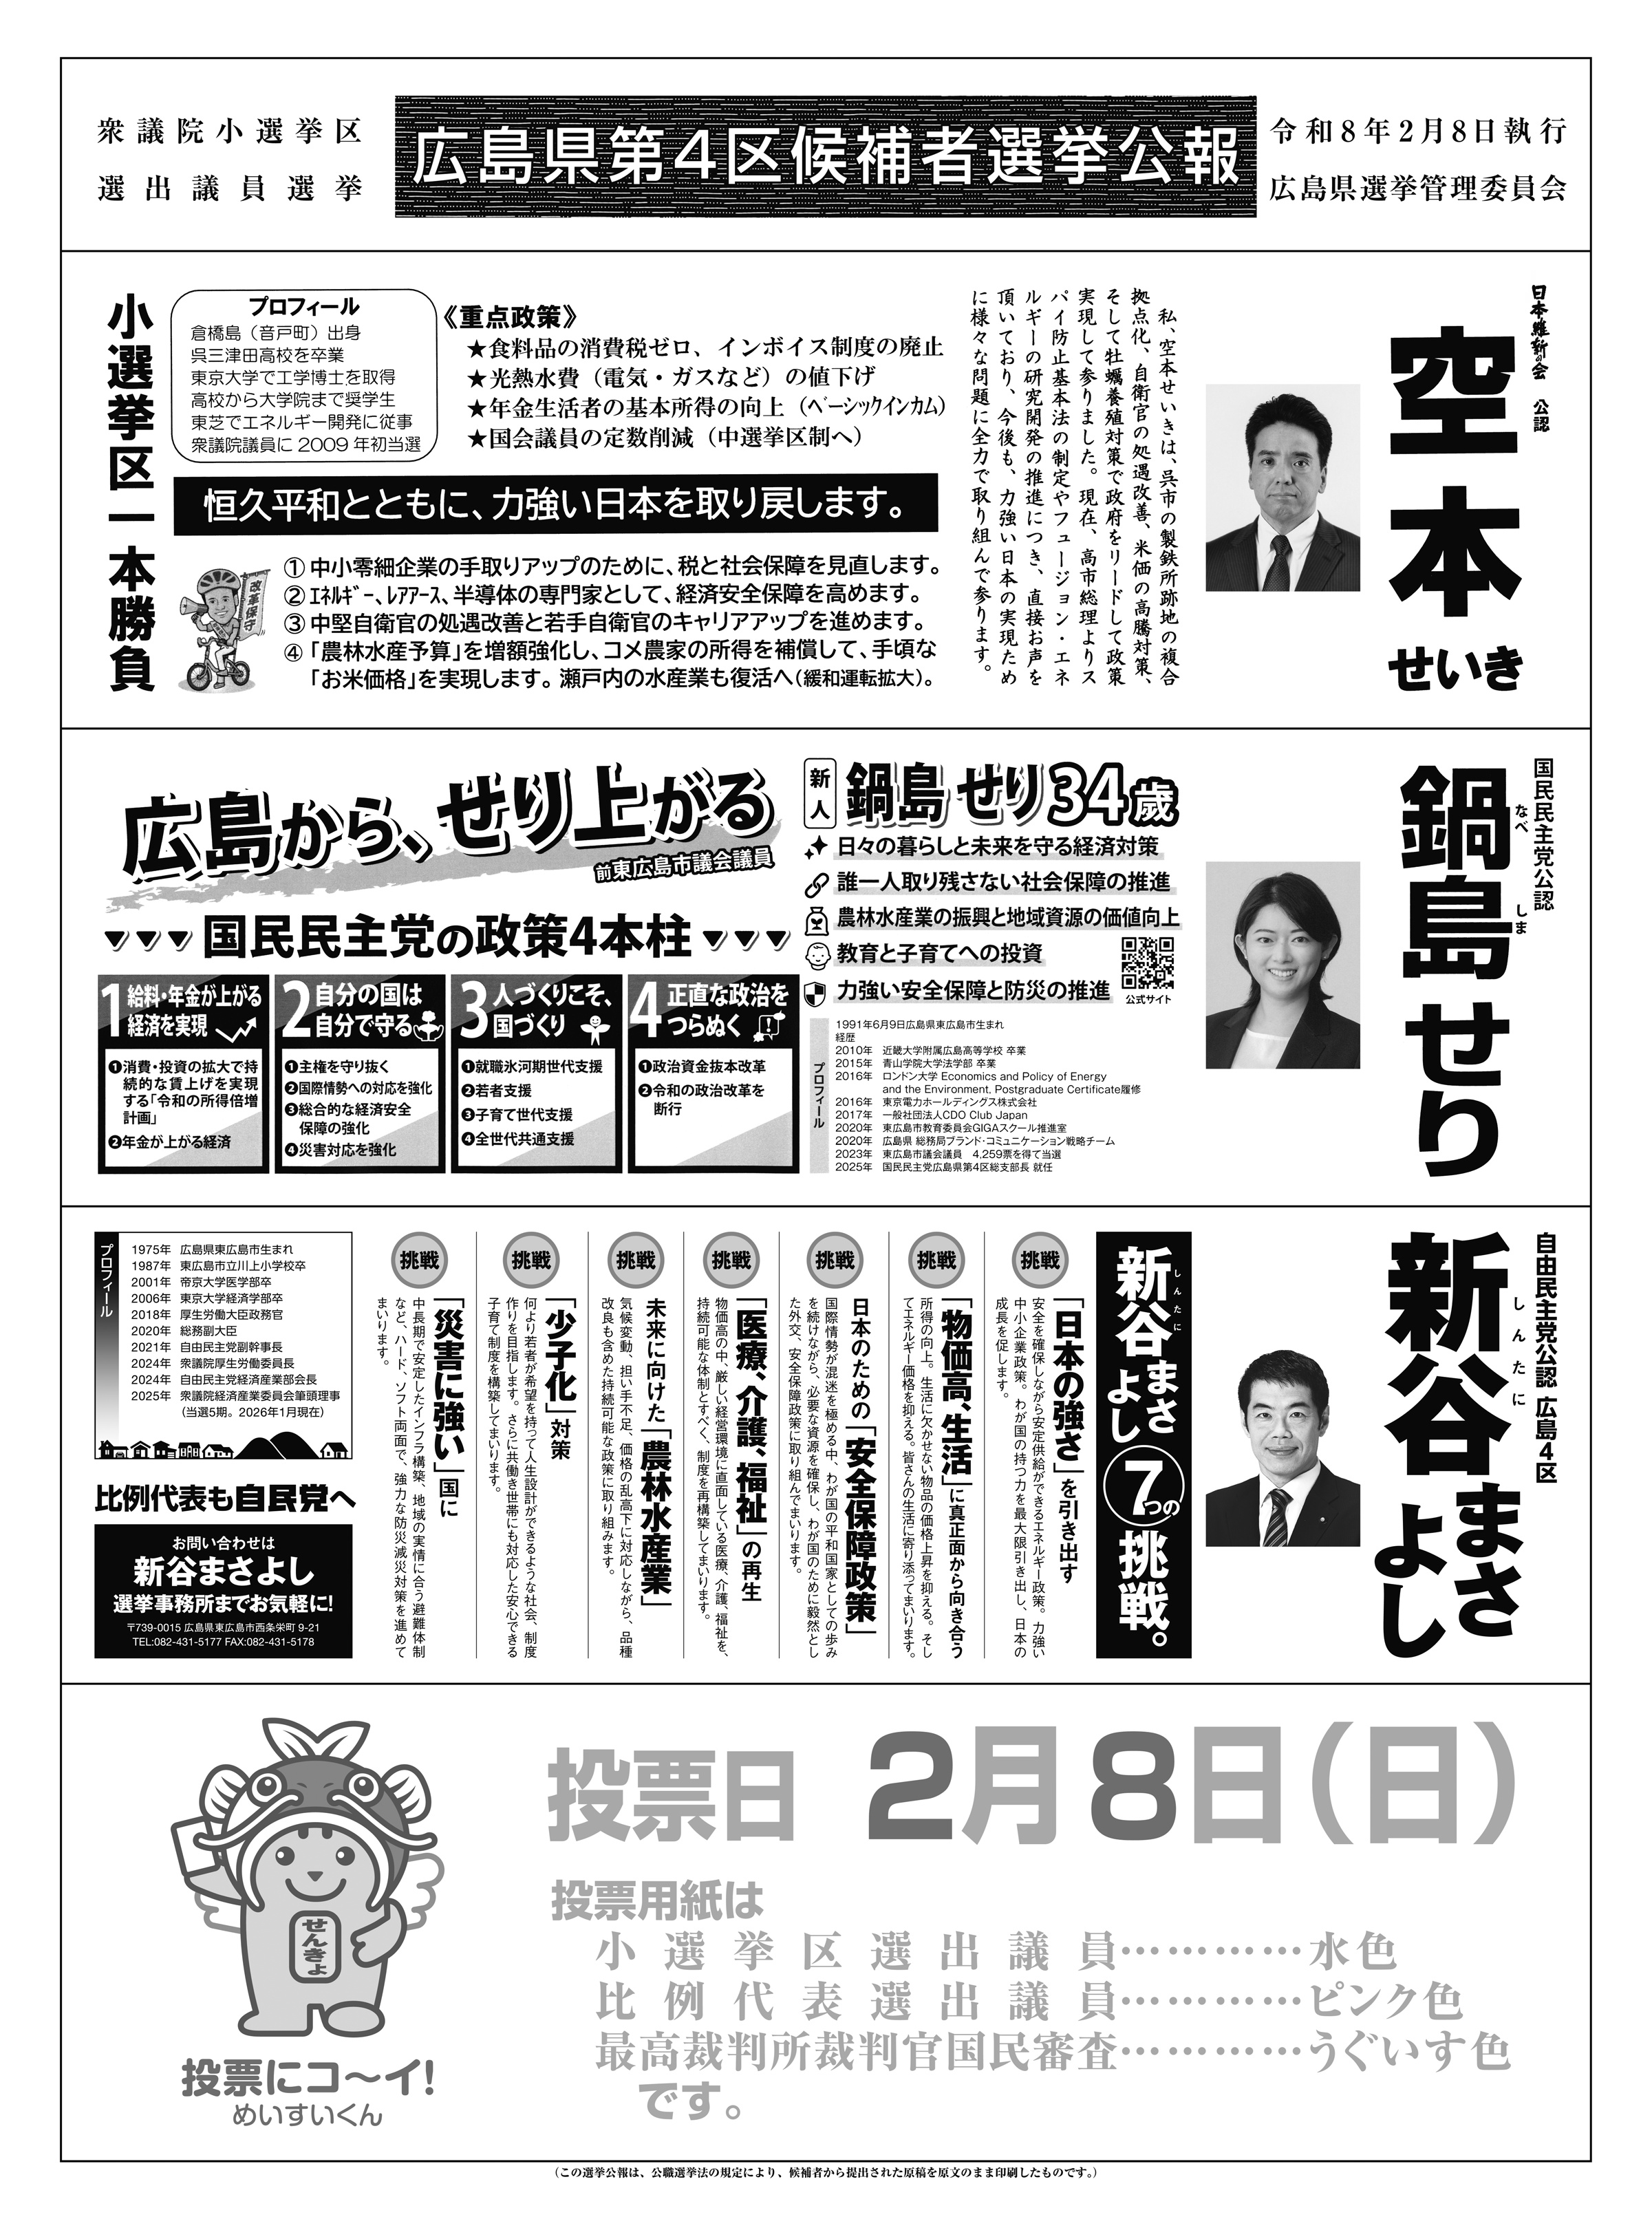 衆議院小選挙区
選出議員選挙
広島県第4区候補者選挙公報
令和8年2月8日執行
広島県選挙管理委員会
日本維新の会 公認
空本
せいき
私、空本せいきは、呉市の製鉄所跡地の複合
拠点化、自衛官の処遇改善、米価の高騰対策、
そして牡蠣養殖対策で政府をリードして政策
実現して参りました。現在、高市総理よりス
パイ防止基本法の制定やフュージョン・エネ
ルギーの研究開発の推進につき、直接お声を
頂いており、今後も、力強い日本の実現ため
に様々な問題に全力で取り組んで参ります。
《重点政策》
★食料品の消費税ゼロ、インボイス制度の廃止
★光熱水費（電気・ガスなど）の値下げ
★年金生活者の基本所得の向上（ベーシックインカム）
★国会議員の定数削減（中選挙区制へ）
プロフィール
倉橋島（音戸町）出身
呉三津田高校を卒業
東京大学で工学博士を取得
高校から大学院まで奨学生
東芝でエネルギー開発に従事
衆議院議員に2009年初当選
恒久平和とともに、力強い日本を取り戻します。
改革保守
①中小零細企業の手取りアップのために、税と社会保障を見直します。
②エネルギー、レアアース、半導体の専門家として、経済安全保障を高めます。
③中堅自衛官の処遇改善と若手自衛官のキャリアアップを進めます。
④「農林水産予算」を増額強化し、コメ農家の所得を補償して、手頃な
「お米価格」を実現します。瀬戸内の水産業も復活へ（緩和運転拡大）。
小選挙区一本勝負
国民民主党公認
鍋島せり
なべ
しま
新人
鍋島せり34歳
日々の暮らしと未来を守る経済対策
誰一人取り残さない社会保障の推進
農林水産業の振興と地域資源の価値向上
教育と子育てへの投資
力強い安全保障と防災の推進
公式サイト
プロフィール
1991年6月9日広島県東広島市生まれ
経歴
2010年 近畿大学附属広島高等学校 卒業
2015年 青山学院大学法学部 卒業
2016年 ロンドン大学 Economics and Policy of Energy
and the Environment, Postgraduate Certificate履修
2016年 東京電力ホールディングス株式会社
2017年 一般社団法人CDO Club Japan
2020年 東広島市教育委員会GIGAスクール推進室
2020年 広島県 総務局ブランド・コミュニケーション戦略チーム
2023年 東広島市議会議員 4,259票を得て当選
2025年 国民民主党広島県第4区総支部長 就任
広島から、せり上がる
前東広島市議会議員
国民民主党の政策4本柱
1 給料・年金が上がる
経済を実現
❶消費・投資の拡大で持
続的な賃上げを実現
する「令和の所得倍増
計画」
❷年金が上がる経済
2 自分の国は
自分で守る
❶主権を守り抜く
❷国際情勢への対応を強化
❸総合的な経済安全
保障の強化
❹災害対応を強化
3 人づくりこそ、
国づくり
❶就職氷河期世代支援
❷若者支援
❸子育て世代支援
❹全世代共通支援
4 正直な政治を
つらぬく
❶政治資金抜本改革
❷令和の政治改革を
断行
自由民主党公認 広島4区
新谷まさよし
しんたに
新谷まさよし
しんたに
7つの
挑戦。
挑戦
「日本の強さ」を引き出す
安全を確保しながら安定供給ができるエネルギー政策。力強い
中小企業政策。わが国の持つ力を最大限引き出し、日本の
成長を促します。
挑戦
「物価高、生活」に真正面から向き合う
所得の向上。生活に欠かせない物品の価格上昇を抑える。そし
てエネルギー価格を抑える。皆さんの生活に寄り添ってまいります。
挑戦
日本のための「安全保障政策」
国際情勢が混迷を極める中、わが国の平和国家としての歩み
を続けながら、必要な資源を確保し、わが国のために毅然とし
た外交、安全保障政策に取り組んでまいります。
挑戦
「医療、介護、福祉」の再生
物価高の中、厳しい経営環境に直面している医療、介護、福祉を、
持続可能な体制とすべく、制度を再構築してまいります。
挑戦
未来に向けた「農林水産業」
気候変動、担い手不足、価格の乱高下に対応しながら、品種
改良も含めた持続可能な政策に取り組みます。
挑戦
「少子化」対策
何より若者が希望を持って人生設計ができるような社会、制度
作りを目指します。さらに共働き世帯にも対応した安心できる
子育て制度を構築してまいります。
挑戦
「災害に強い」国に
中長期で安定したインフラ構築、地域の実情に合う避難体制
など、ハード、ソフト両面で、強力な防災減災対策を進めて
まいります。
プロフィール
1975年 広島県東広島市生まれ
1987年 東広島市立川上小学校卒
2001年 帝京大学医学部卒
2006年 東京大学経済学部卒
2018年 厚生労働大臣政務官
2020年 総務副大臣
2021年 自由民主党副幹事長
2024年 衆議院厚生労働委員長
2024年 自由民主党経済産業部会長
2025年 衆議院経済産業委員会筆頭理事
(当選5期。2026年1月現在)
比例代表も自民党へ
お問い合わせは
新谷まさよし
選挙事務所までお気軽に!
〒739-0015 広島県東広島市西条栄町 9-21
TEL:082-431-5177 FAX:082-431-5178
せんきょ
投票にコ～イ!
めいすいくん
投票日 2月8日(日)
投票用紙は
小選挙区選出議員…………水色
比例代表選出議員…………ピンク色
最高裁判所裁判官国民審査…………うぐいす色
です。
（この選挙公報は、公職選挙法の規定により、候補者から提出された原稿を原文のまま印刷したものです。）